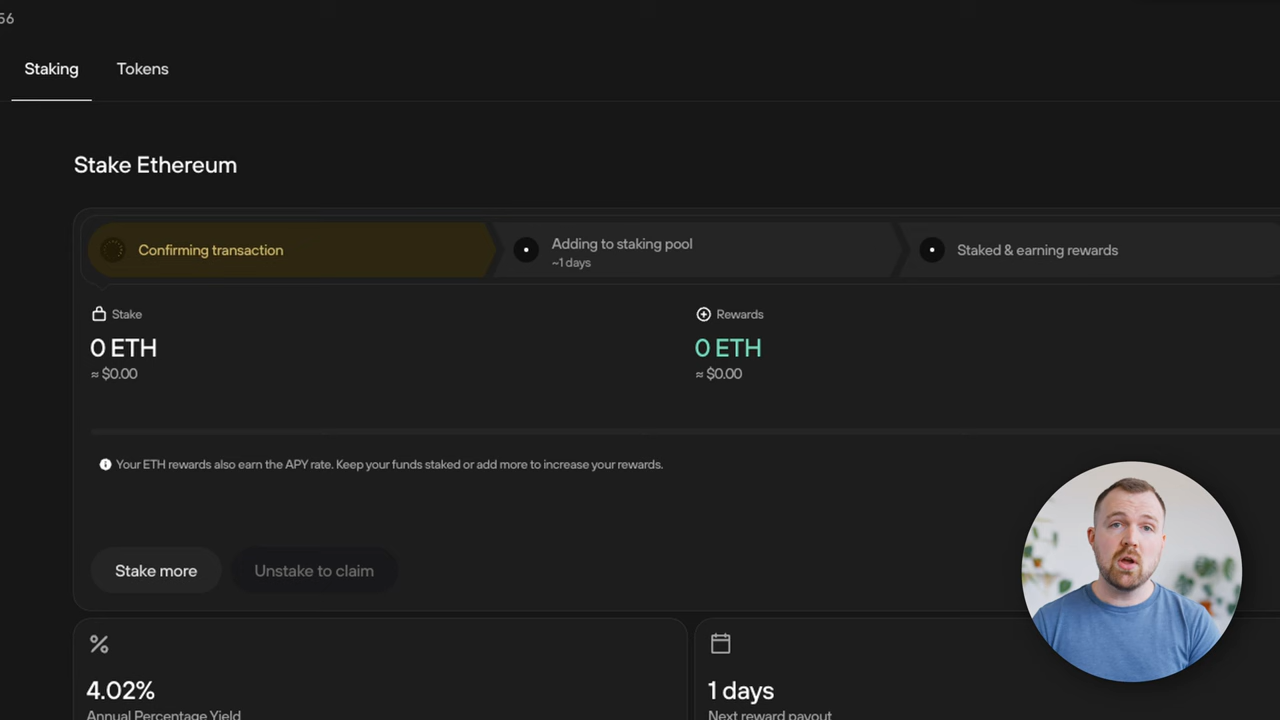 56
Staking
Tokens
Stake Ethereum
Confirming transaction
Adding to staking pool
~1 days
Staked & earning rewards
Stake
Rewards
0 ETH
0 ETH
≈ $0.00
≈ $0.00
Your ETH rewards also earn the APY rate. Keep your funds staked or add more to increase your rewards.
Stake more
Unstake to claim
4.02%
1 days
Annual Percentage Yield
Next reward payout